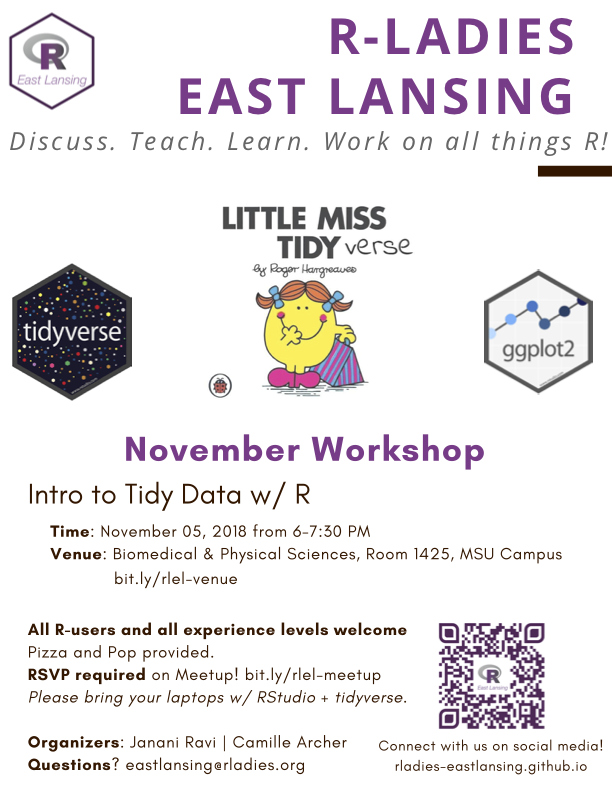 R
East Lansing
R-LADIES
EAST LANSING
Discuss. Teach. Learn. Work on all things R!
LITTLE MISS
TIDY verse
by Roger Hargreaves
tidyverse
ggplot2
November Workshop
Intro to Tidy Data w/ R
Time: November 05, 2018 from 6-7:30 PM
Venue: Biomedical & Physical Sciences, Room 1425, MSU Campus
bit.ly/rlel-venue
All R-users and all experience levels welcome
Pizza and Pop provided.
RSVP required on Meetup! bit.ly/rlel-meetup
Please bring your laptops w/ RStudio + tidyverse.
R
East Lansing
Organizers: Janani Ravi | Camille Archer
Questions? eastlansing@rladies.org
Connect with us on social media!
rladies-eastlansing.github.io